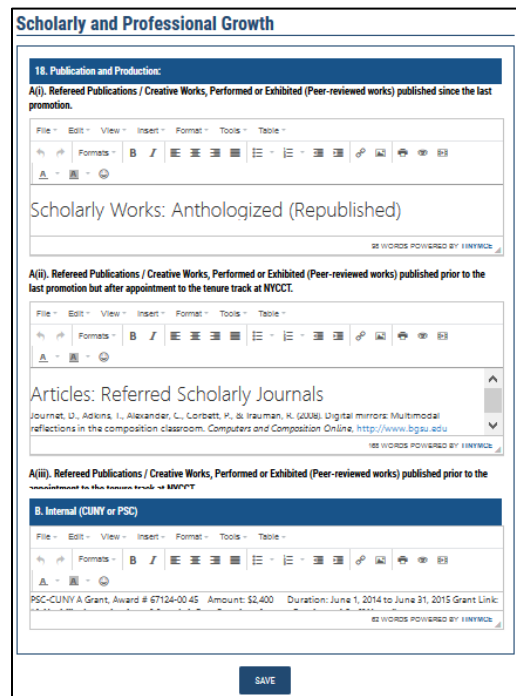 Scholarly and Professional Growth
18. Publication and Production:
A(i). Refereed Publications / Creative Works, Performed or Exhibited (Peer-reviewed works) published since the last
promotion.
File Edit View Insert Format Tools Table
Formats B I
A A
Scholarly Works: Anthologized (Republished)
WORDS POWERED BY TINYMCE
A(ii). Refereed Publications / Creative Works, Performed or Exhibited (Peer-reviewed works) published prior to the
last promotion but after appointment to the tenure track at NYCCT.
File Edit View Insert Format Tools Table
Formats B I
A A
Articles: Referred Scholarly Journals
Journet, D., Adkins, T., Alexander, C., Corbett, P., & Trauman, R. (2008). Digital mirrors: Multimodal
reflections in the composition classroom. Computers and Composition Online, http://www.bgsu.edu
WORDS POWERED BY TINYMCE
A(iii). Refereed Publications / Creative Works, Performed or Exhibited (Peer-reviewed works) published prior to the
appointment to the tenure track at NYCCT
B. Internal (CUNY or PSC)
File Edit View Insert Format Tools Table
Formats B I
A A
PSC-CUNY A Grant, Award # 67124-00 45 Amount: $2,400 Duration: June 1, 2014 to June 31, 2015 Grant Link:
62 WORDS POWERED BY TINYMCE
SAVE